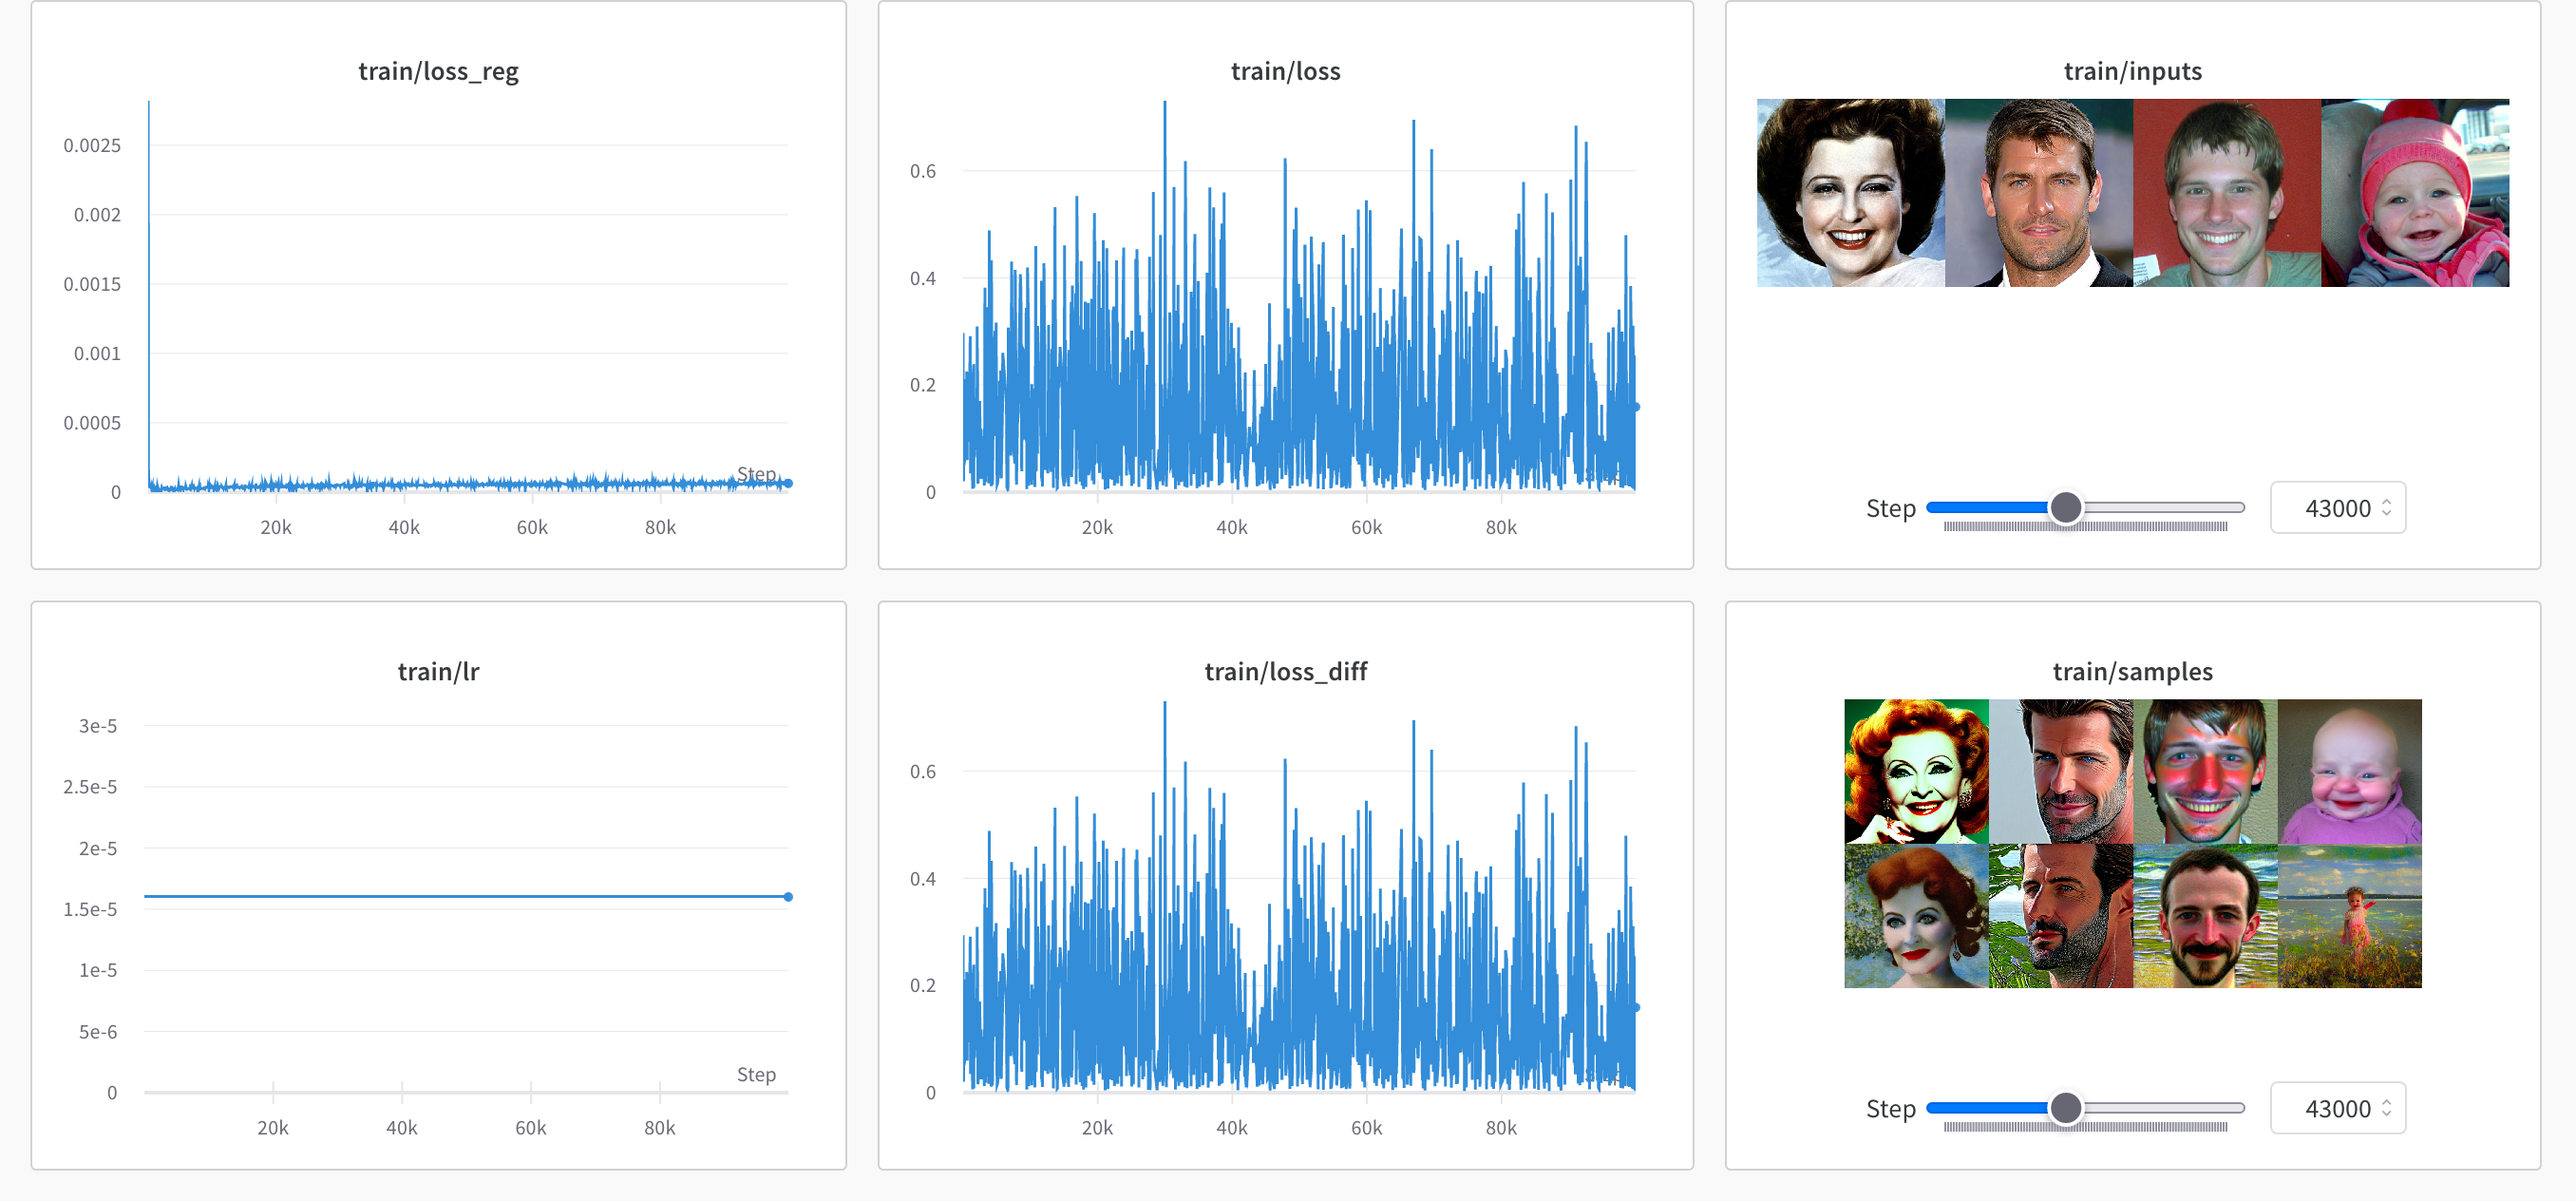 train/loss_reg
0.0025
0.002
0.0015
0.001
0.0005
0
Step
20k
40k
60k
80k
train/loss
0.6
0.4
0.2
0
20k
40k
60k
80k
train/inputs
Step
43000
train/lr
3e-5
2.5e-5
2e-5
1.5e-5
1e-5
5e-6
0
Step
20k
40k
60k
80k
train/loss_diff
0.6
0.4
0.2
0
20k
40k
60k
80k
train/samples
Step
43000